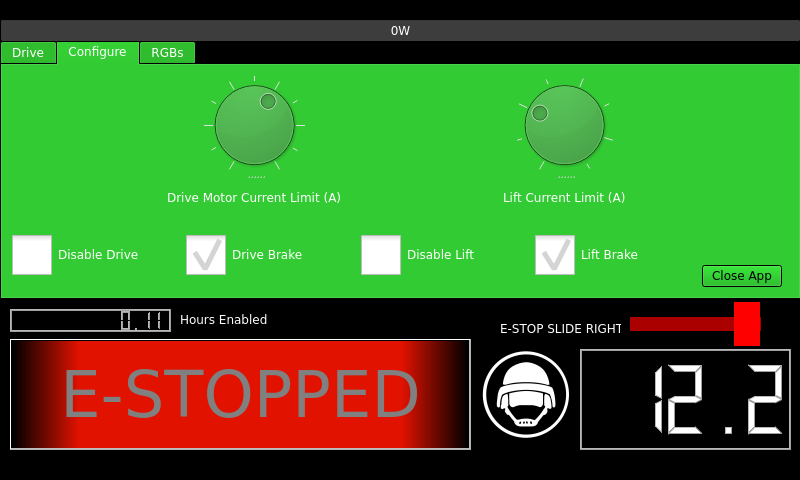 0W
Drive
Configure
RGBs
Drive Motor Current Limit (A)
Lift Current Limit (A)
Disable Drive
Drive Brake
Disable Lift
Lift Brake
Close App
0.11
Hours Enabled
E-STOP SLIDE RIGHT
E-STOPPED
12.2